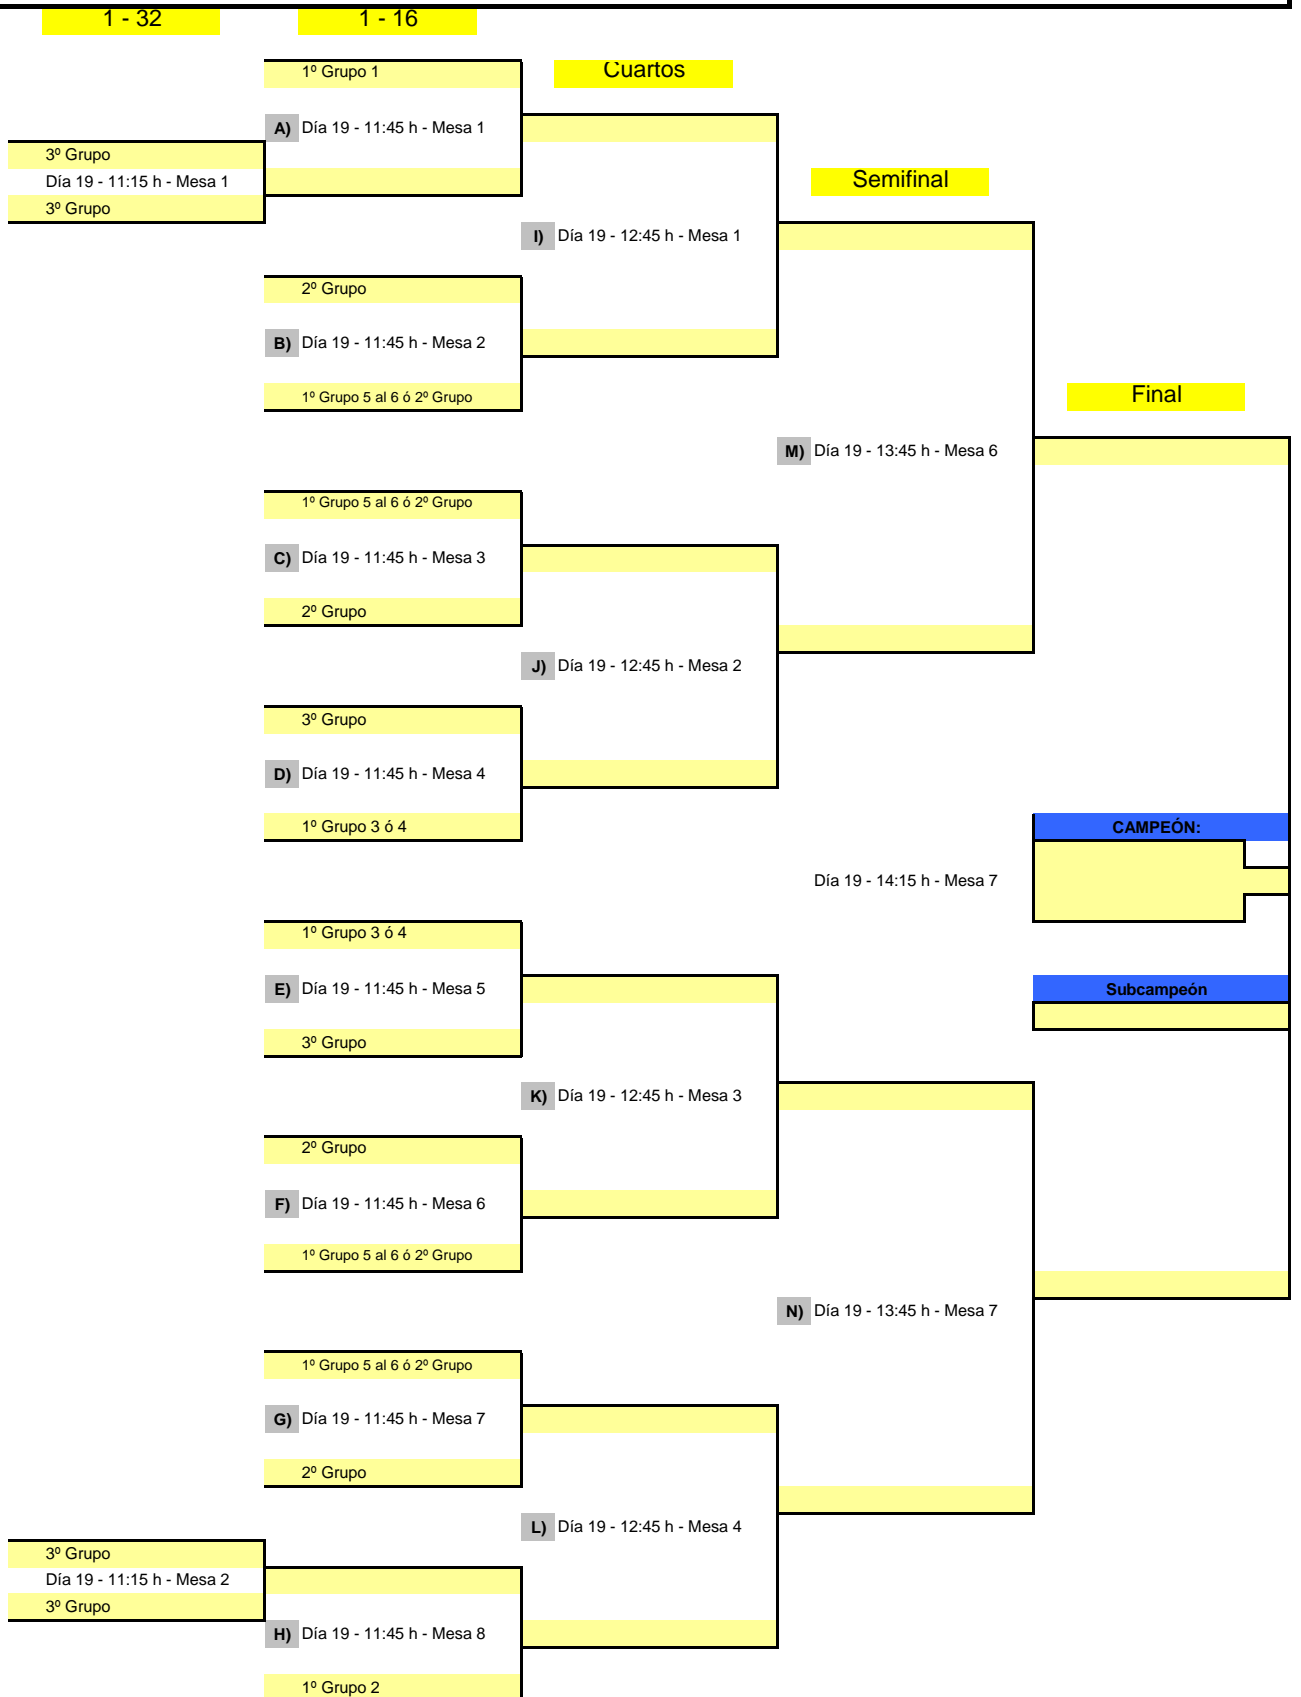 1 - 32
1 - 16
1º Grupo 1
Cuartos
A) Día 19 - 11:45 h - Mesa 1
3º Grupo
Día 19 - 11:15 h - Mesa 1
3º Grupo
Semifinal
I) Día 19 - 12:45 h - Mesa 1
2º Grupo
B) Día 19 - 11:45 h - Mesa 2
1º Grupo 5 al 6 ó 2º Grupo
Final
M) Día 19 - 13:45 h - Mesa 6
1º Grupo 5 al 6 ó 2º Grupo
C) Día 19 - 11:45 h - Mesa 3
2º Grupo
J) Día 19 - 12:45 h - Mesa 2
3º Grupo
D) Día 19 - 11:45 h - Mesa 4
1º Grupo 3 ó 4
CAMPEÓN:
Día 19 - 14:15 h - Mesa 7
1º Grupo 3 ó 4
E) Día 19 - 11:45 h - Mesa 5
Subcampeón
3º Grupo
K) Día 19 - 12:45 h - Mesa 3
2º Grupo
F) Día 19 - 11:45 h - Mesa 6
1º Grupo 5 al 6 ó 2º Grupo
N) Día 19 - 13:45 h - Mesa 7
1º Grupo 5 al 6 ó 2º Grupo
G) Día 19 - 11:45 h - Mesa 7
2º Grupo
L) Día 19 - 12:45 h - Mesa 4
3º Grupo
Día 19 - 11:15 h - Mesa 2
3º Grupo
H) Día 19 - 11:45 h - Mesa 8
1º Grupo 2